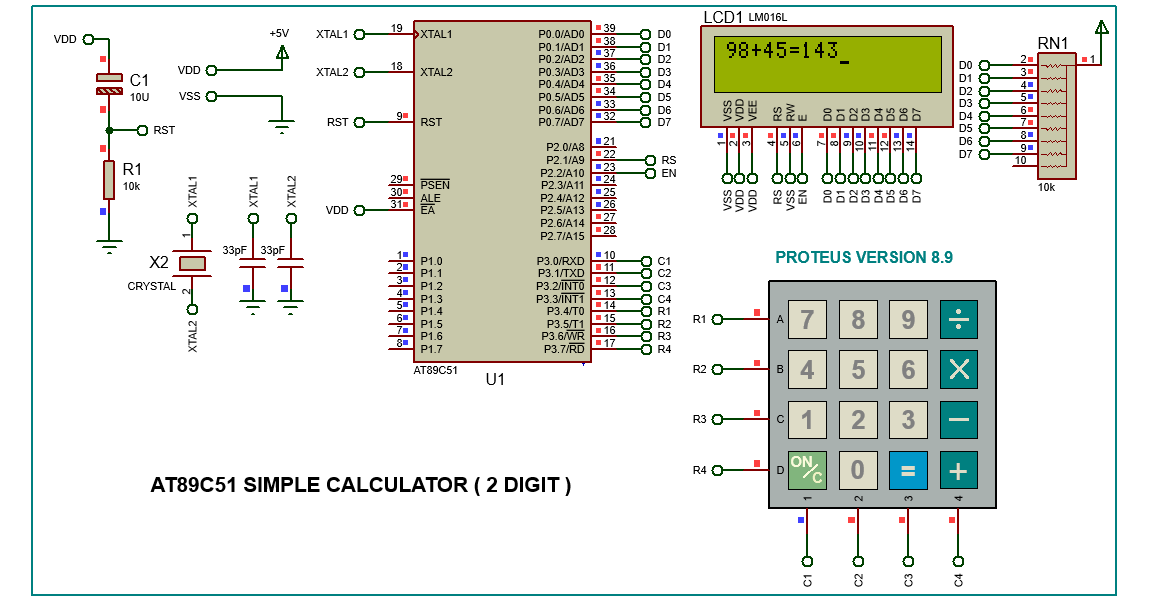 VDD
C1
10U
RST
R1
10k
+5V
VDD
VSS
XTAL1
X2
CRYSTAL
1
2
XTAL2
XTAL1
33pF
XTAL2
33pF
XTAL1 19 XTAL1
XTAL2 18 XTAL2
RST 9 RST
29 PSEN
30 ALE
VDD 31 EA
1 P1.0
2 P1.1
3 P1.2
4 P1.3
5 P1.4
6 P1.5
7 P1.6
8 P1.7
P0.0/AD0 39 D0
P0.1/AD1 38 D1
P0.2/AD2 37 D2
P0.3/AD3 36 D3
P0.4/AD4 35 D4
P0.5/AD5 34 D5
P0.6/AD6 33 D6
P0.7/AD7 32 D7
P2.0/A8 21
P2.1/A9 22 RS
P2.2/A10 23 EN
P2.3/A11 24
P2.4/A12 25
P2.5/A13 26
P2.6/A14 27
P2.7/A15 28
P3.0/RXD 10 C1
P3.1/TXD 11 C2
P3.2/INT0 12 C3
P3.3/INT1 13 C4
P3.4/T0 14 R1
P3.5/T1 15 R2
P3.6/WR 16 R3
P3.7/RD 17 R4
AT89C51
U1
LCD1 LM016L
98+45=143_
VSS VDD VEE RS RW E D0 D1 D2 D3 D4 D5 D6 D7
1 2 3 4 5 6 7 8 9 10 11 12 13 14
VSS VDD VDD RS VSS EN D0 D1 D2 D3 D4 D5 D6 D7
RN1
D0 2 1
D1 3
D2 4
D3 5
D4 6
D5 7
D6 8
D7 9
10
10k
PROTEUS VERSION 8.9
R1 A 7 8 9 ÷
R2 B 4 5 6 ×
R3 C 1 2 3 −
R4 D ON/C 0 = +
1 2 3 4
C1 C2 C3 C4
AT89C51 SIMPLE CALCULATOR ( 2 DIGIT )